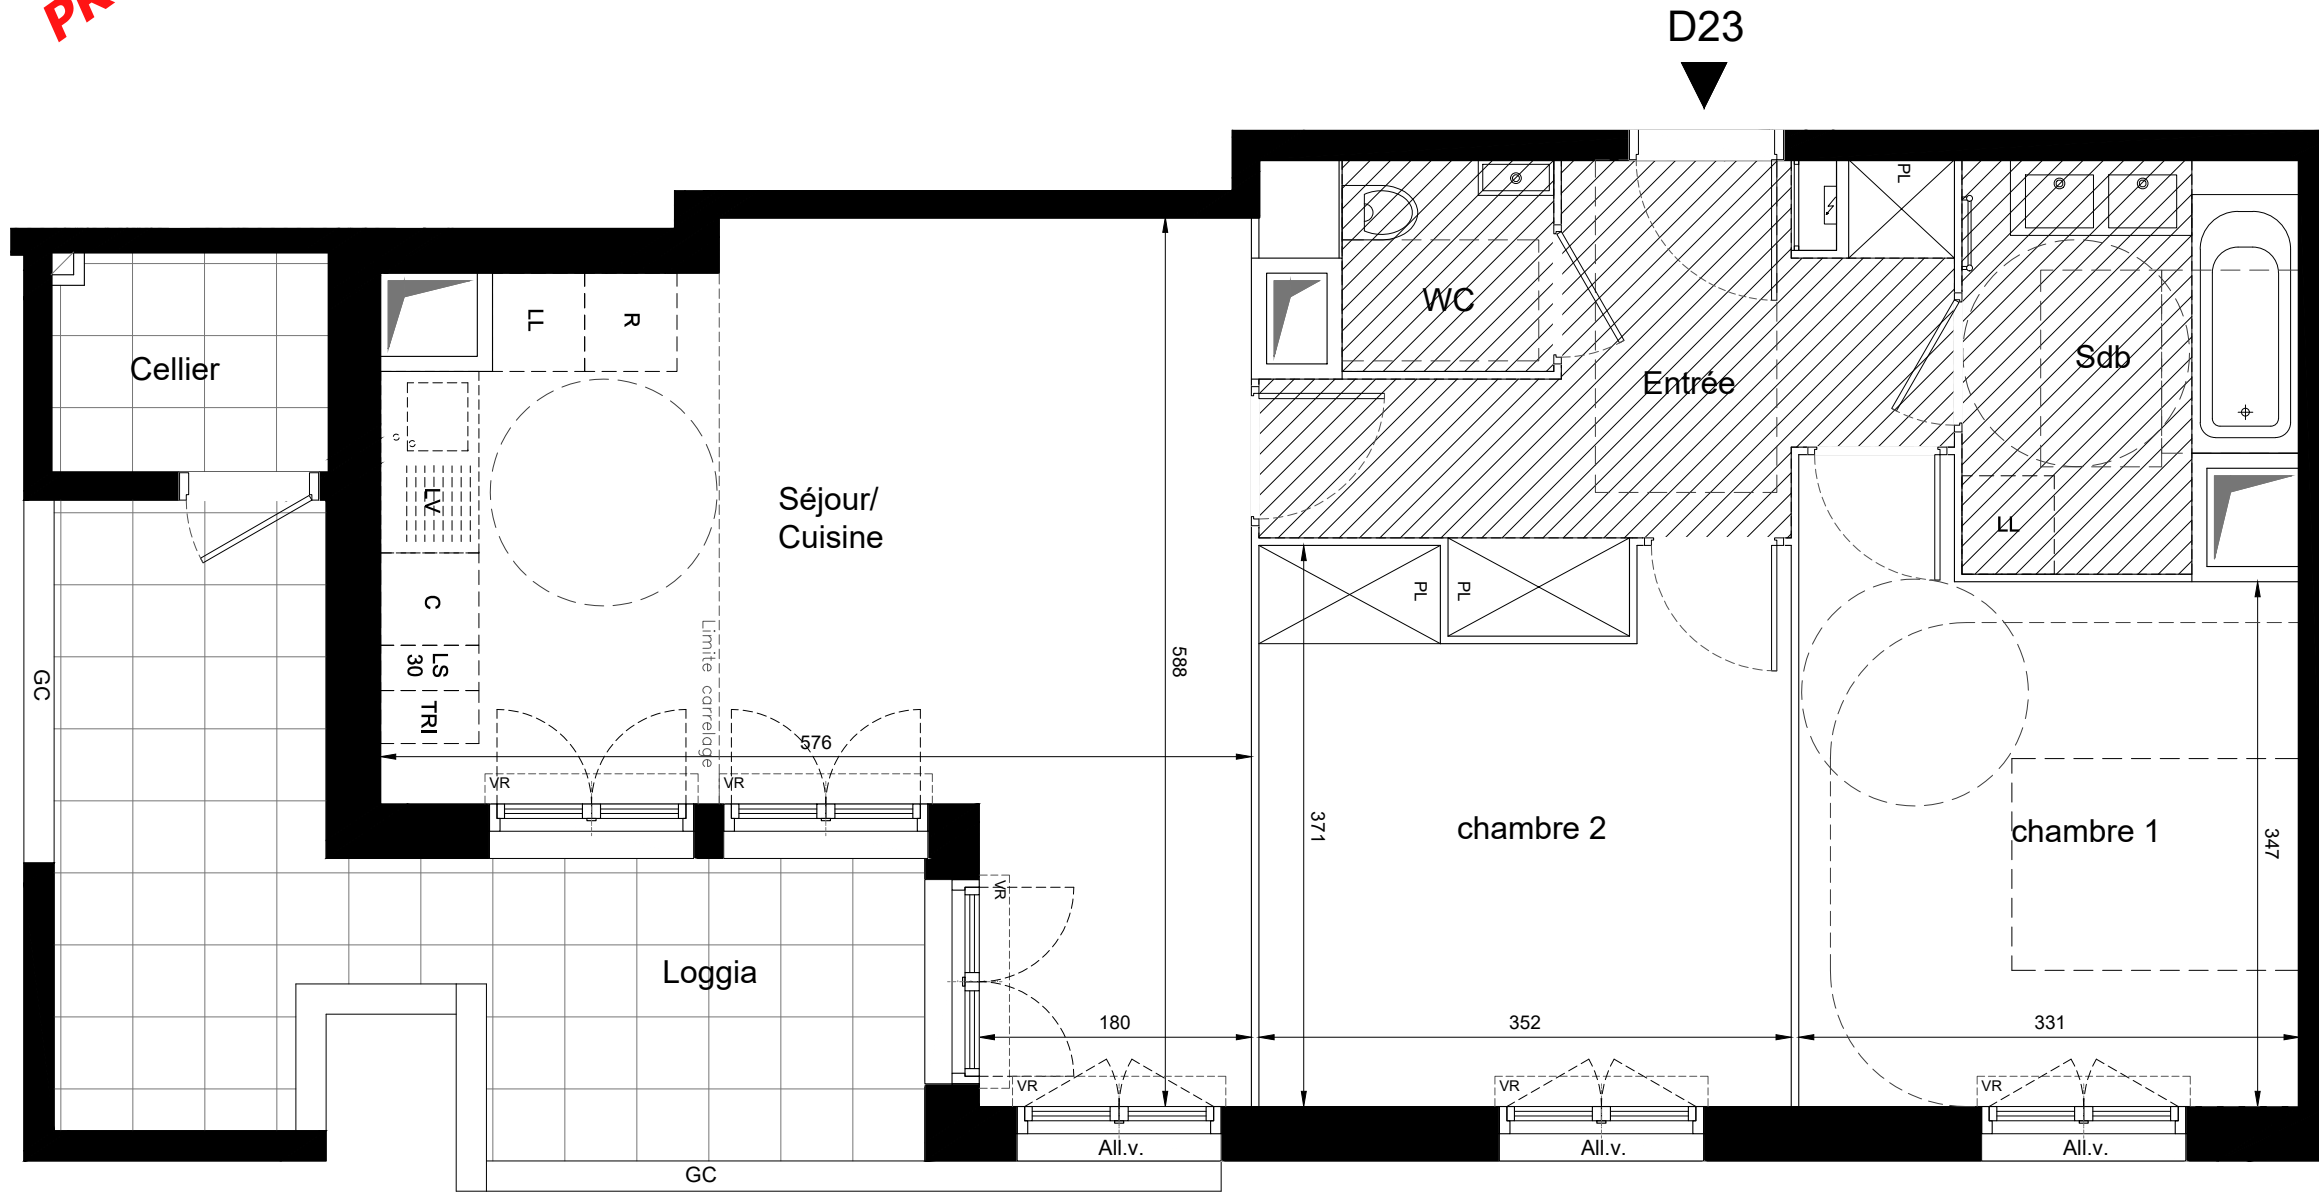 D23
PL
WC
Entrée
Sdb
LL
R
Cellier
LV
Séjour/
Cuisine
LL
C
PL
PL
LS
30
TRI
Limite carrelage
588
GC
576
VR
VR
371
chambre 2
chambre 1
347
VR
Loggia
180
352
331
VR
VR
VR
All.v.
All.v.
All.v.
GC